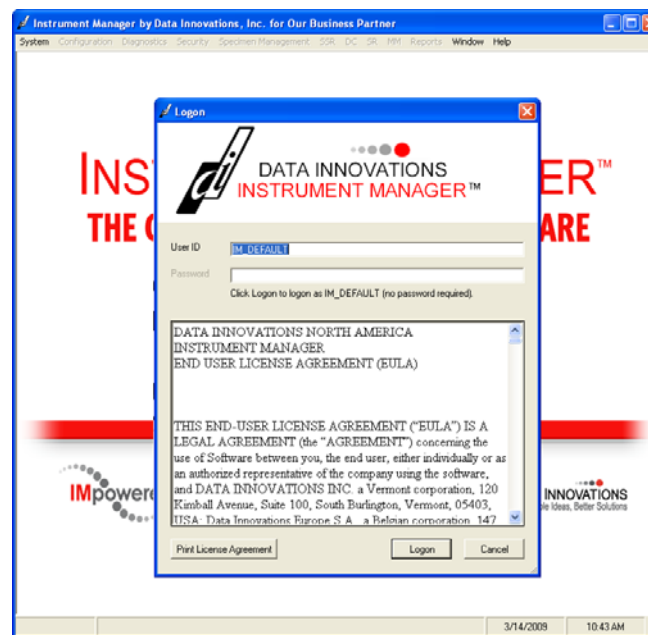 Instrument Manager by Data Innovations, Inc. for Our Business Partner
System Configuration Diagnostics Security Specimen Management SSR DC SR MM Reports Window Help
Logon
di
DATA INNOVATIONS
INSTRUMENT MANAGER™
INS
ER™
THE
ARE
User ID
IM_DEFAULT
Password
Click Logon to logon as IM_DEFAULT (no password required).
DATA INNOVATIONS NORTH AMERICA
INSTRUMENT MANAGER
END USER LICENSE AGREEMENT (EULA)
THIS END-USER LICENSE AGREEMENT ("EULA") IS A
LEGAL AGREEMENT (the "AGREEMENT") concerning the
use of Software between you, the end user, either individually or as
an authorized representative of the company using the software,
and DATA INNOVATIONS INC. a Vermont corporation, 120
Kimball Avenue, Suite 100, South Burlington, Vermont, 05403,
USA; Data Innovations Europe S.A., a Belgian corporation, 147
IMpower
INNOVATIONS
ple Ideas, Better Solutions
Print License Agreement
Logon
Cancel
3/14/2009
10:43 AM